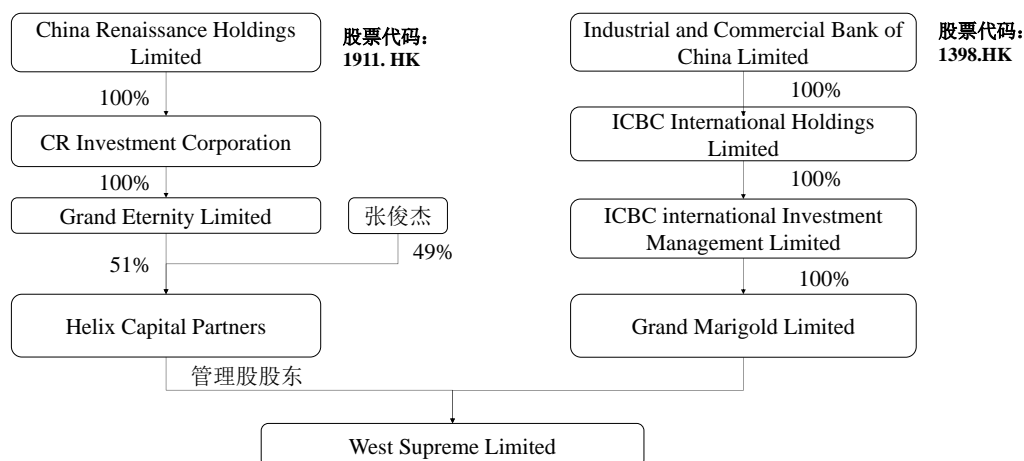 China Renaissance Holdings
Limited
股票代码：
1911. HK
100%
CR Investment Corporation
100%
Grand Eternity Limited
张俊杰
51%
49%
Helix Capital Partners
管理股股东
Industrial and Commercial Bank of
China Limited
股票代码：
1398.HK
100%
ICBC International Holdings
Limited
100%
ICBC international Investment
Management Limited
100%
Grand Marigold Limited
West Supreme Limited